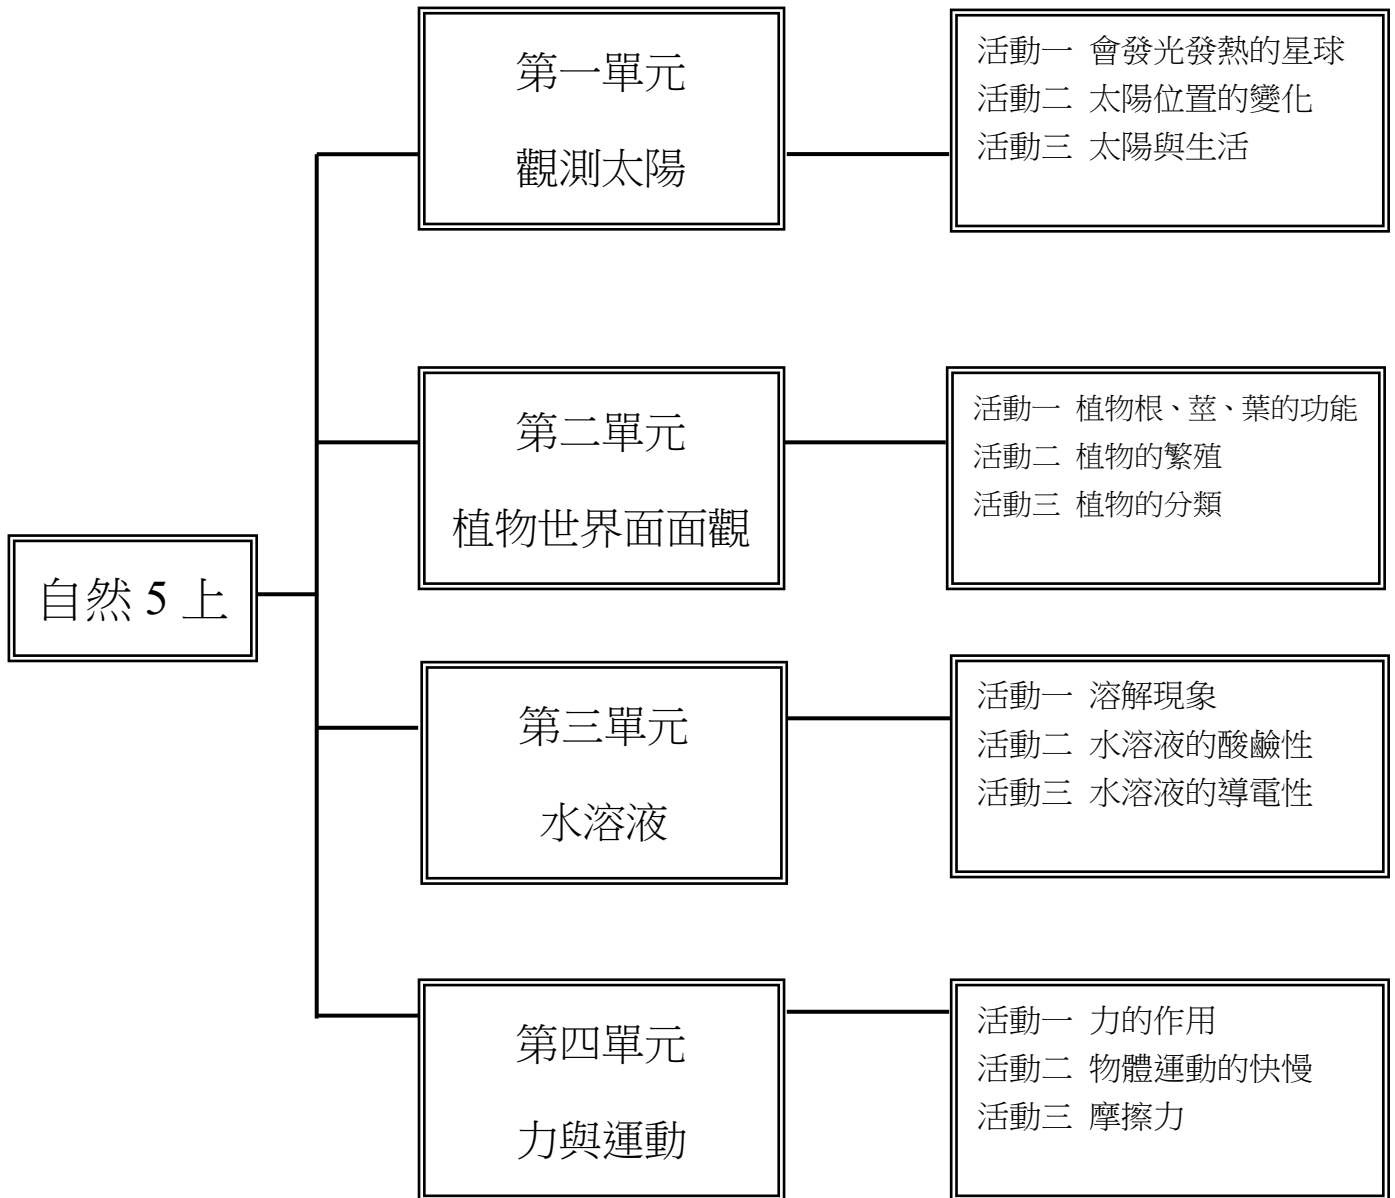 自然 5 上
第一單元
觀測太陽
活動一 會發光發熱的星球
活動二 太陽位置的變化
活動三 太陽與生活
第二單元
植物世界面面觀
活動一 植物根、莖、葉的功能
活動二 植物的繁殖
活動三 植物的分類
第三單元
水溶液
活動一 溶解現象
活動二 水溶液的酸鹼性
活動三 水溶液的導電性
第四單元
力與運動
活動一 力的作用
活動二 物體運動的快慢
活動三 摩擦力